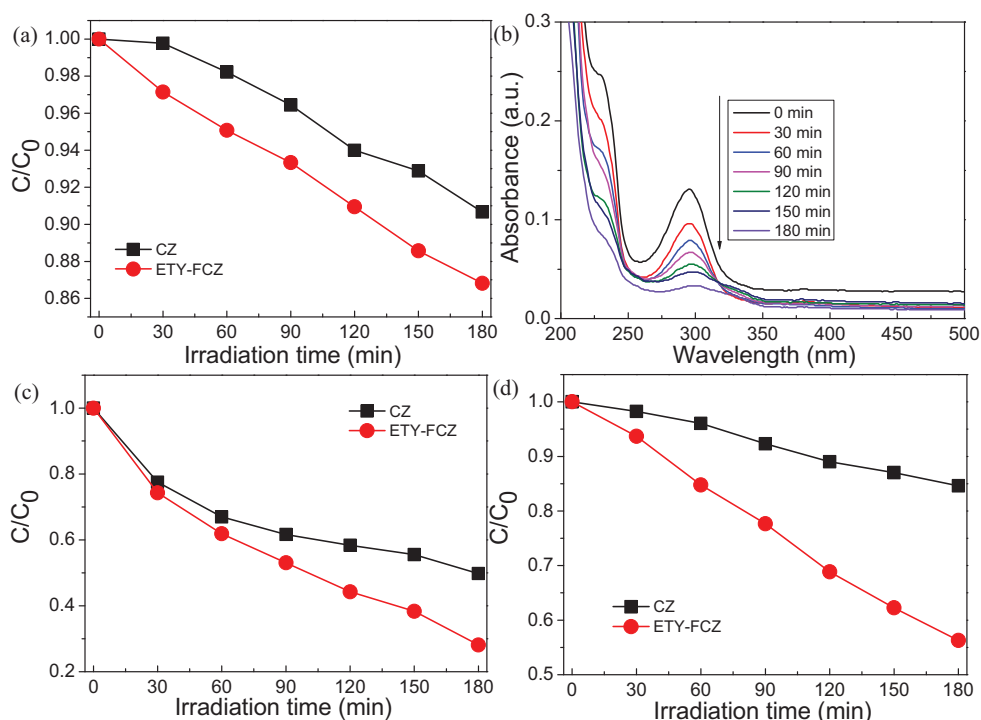 (a)
1.00
0.98
0.96
0.94
0.92
0.90
0.88
0.86
C/C0
CZ
ETY-FCZ
0 30 60 90 120 150 180
Irradiation time (min)
(b)
0.3
0.2
0.1
0.0
Absorbance (a.u.)
0 min
30 min
60 min
90 min
120 min
150 min
180 min
200 250 300 350 400 450 500
Wavelength (nm)
(c)
1.0
0.8
0.6
0.4
0.2
C/C0
CZ
ETY-FCZ
0 30 60 90 120 150 180
Irradiation time (min)
(d)
1.0
0.9
0.8
0.7
0.6
0.5
C/C0
CZ
ETY-FCZ
0 30 60 90 120 150 180
Irradiation time (min)